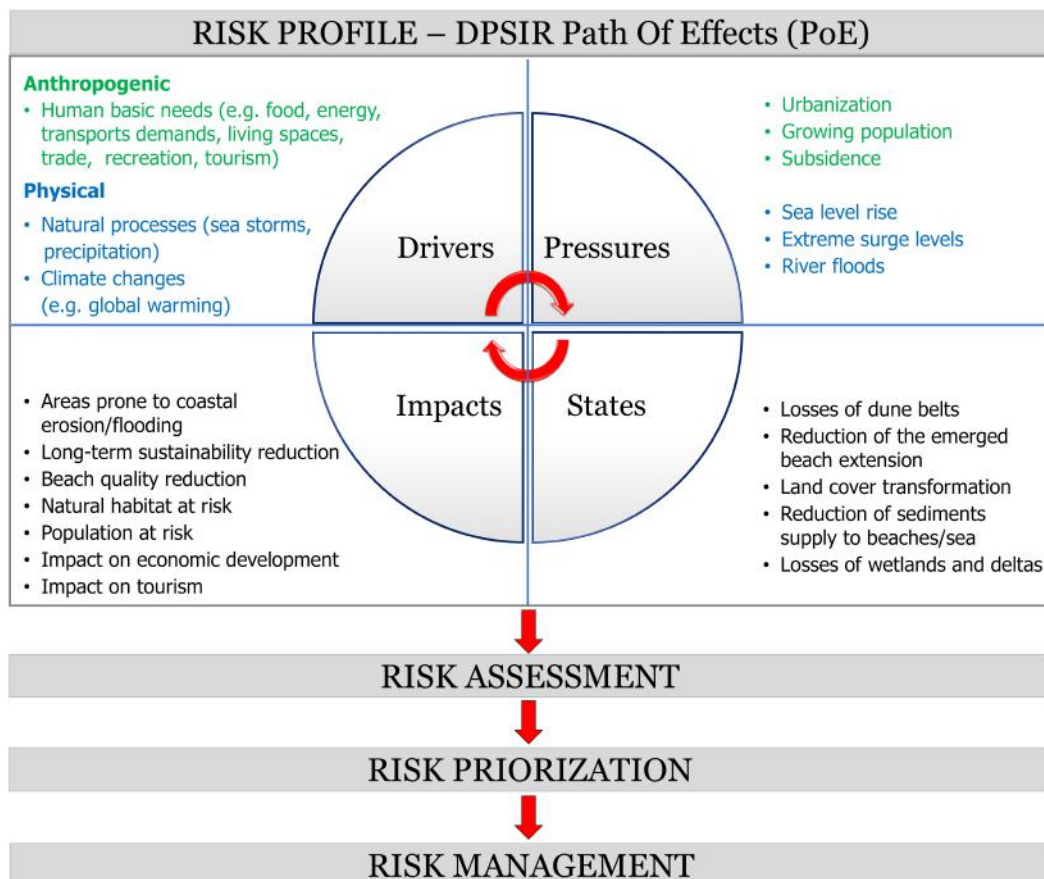 RISK PROFILE – DPSIR Path Of Effects (PoE)
Anthropogenic
• Human basic needs (e.g. food, energy,
transports demands, living spaces,
trade, recreation, tourism)
Physical
• Natural processes (sea storms,
precipitation)
• Climate changes
(e.g. global warming)
Drivers
Pressures
• Urbanization
• Growing population
• Subsidence
• Sea level rise
• Extreme surge levels
• River floods
• Areas prone to coastal
erosion/flooding
• Long-term sustainability reduction
• Beach quality reduction
• Natural habitat at risk
• Population at risk
• Impact on economic development
• Impact on tourism
Impacts
States
• Losses of dune belts
• Reduction of the emerged
beach extension
• Land cover transformation
• Reduction of sediments
supply to beaches/sea
• Losses of wetlands and deltas
RISK ASSESSMENT
RISK PRIORIZATION
RISK MANAGEMENT